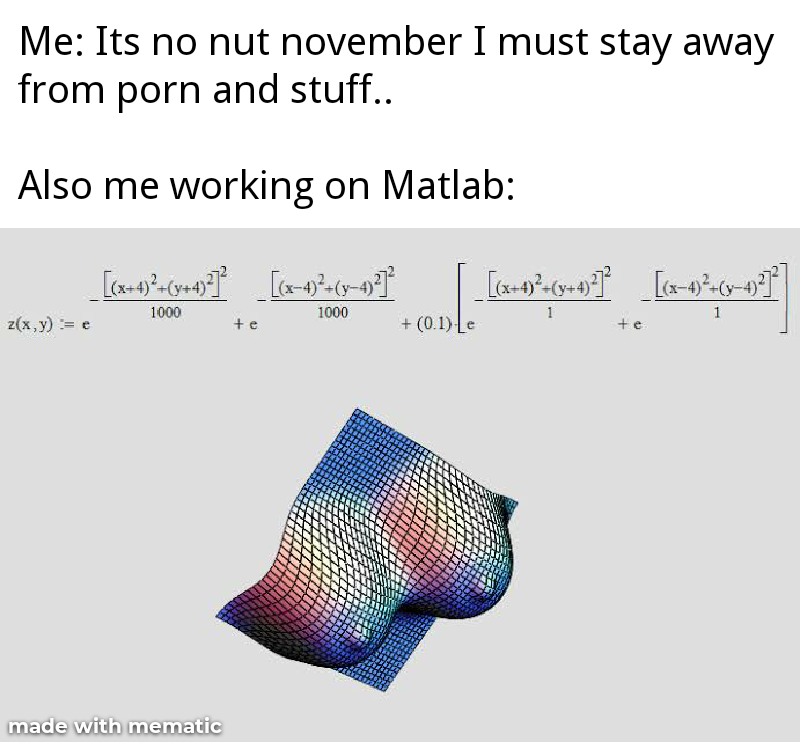 Me: Its no nut november I must stay away
from porn and stuff..
Also me working on Matlab:
z(x,y) := e^(-[(x+4)²+(y+4)²]²/1000) + e^(-[(x-4)²+(y-4)²]²/1000) + (0.1)·[e^(-[(x+4)²+(y+4)²]²/1) + e^(-[(x-4)²+(y-4)²]²/1)]
made with mematic